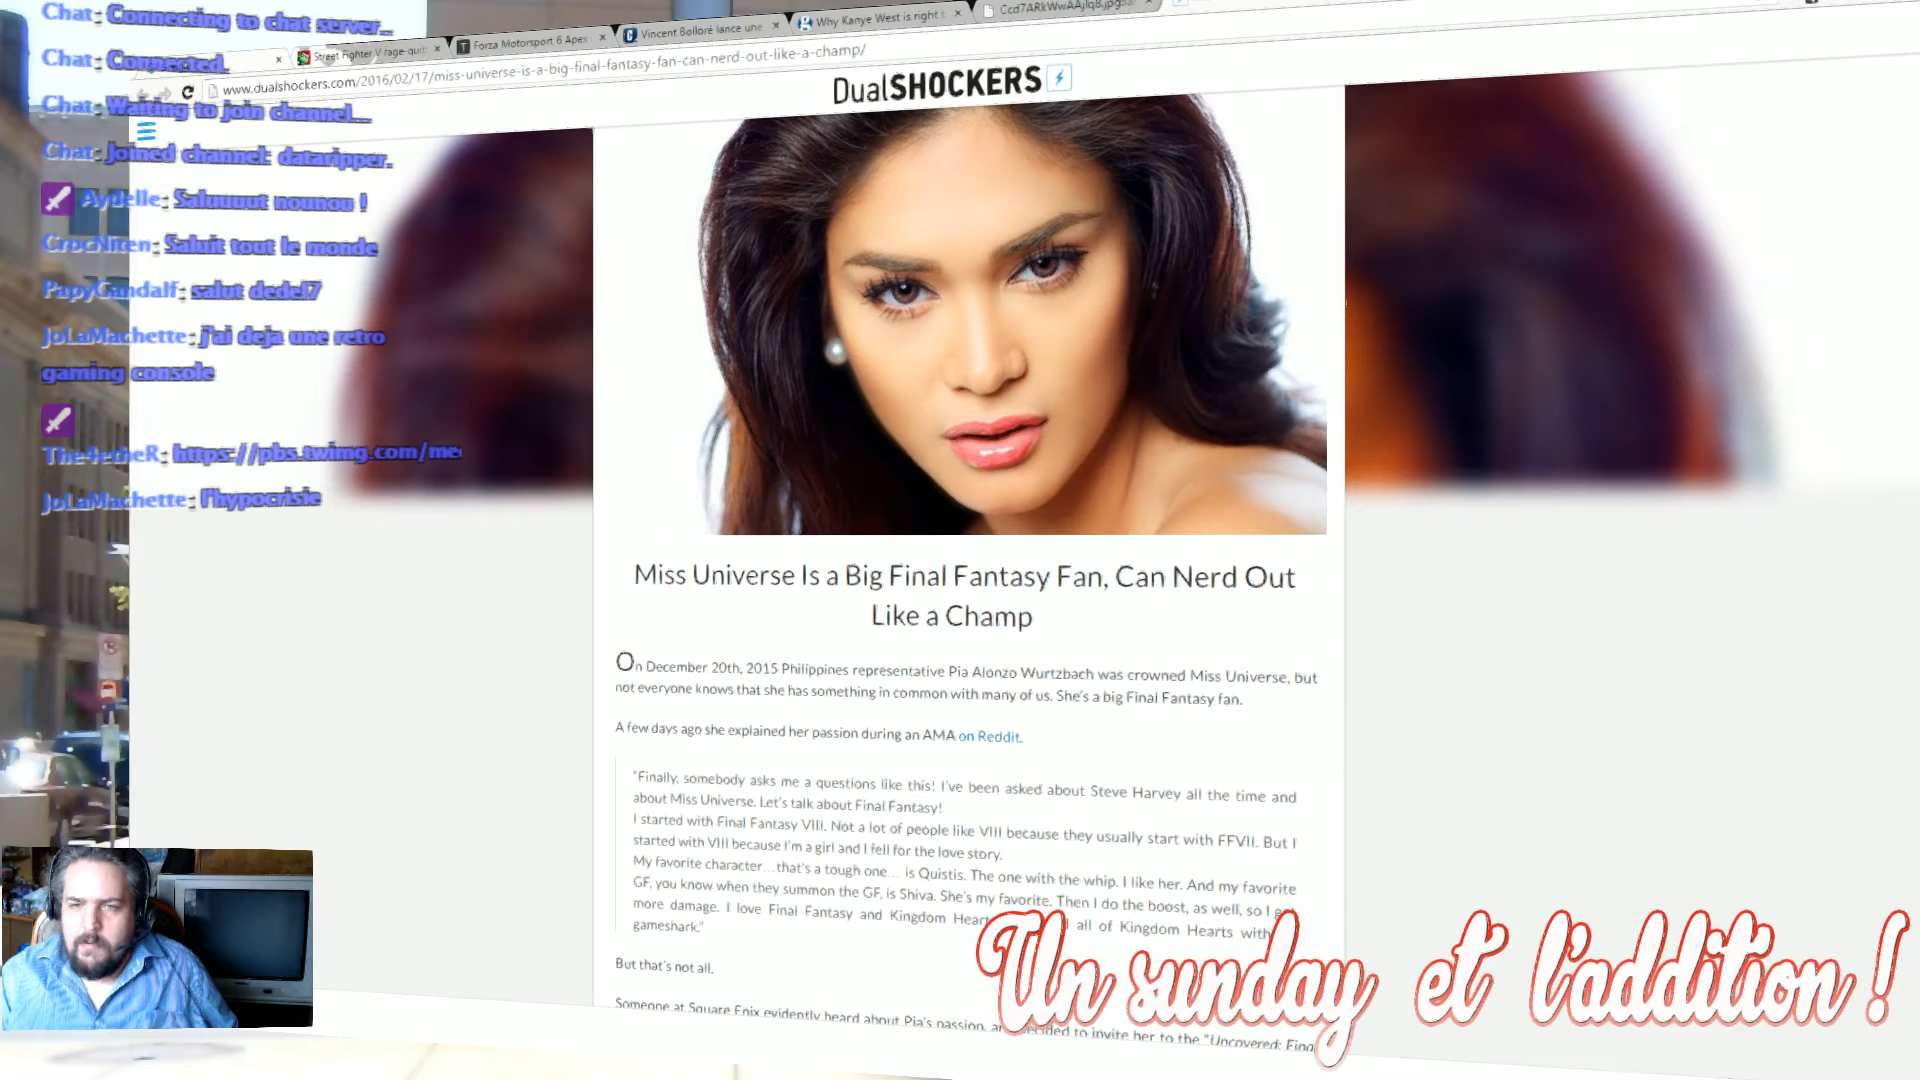 Chat: Connecting to chat server...
Chat: Connected.
Chat: Waiting to join channel...
Chat: Joined channel: dataripper.
Aydelle: Saluuuut nounou !
CrocNiten: Saluit tout le monde
PapyGandalf: salut dedel7
JoLaMachette: j'ai deja une retro
gaming console
The4etheR: https://pbs.twimg.com/me
JoLaMachette: l'hypocrisie
Street Fighter V rage-quit
Forza Motorsport 6 Apex
Vincent Bolloré lance une
Why Kanye West is right
www.dualshockers.com/2016/02/17/miss-universe-is-a-big-final-fantasy-fan-can-nerd-out-like-a-champ/
DualSHOCKERS
Miss Universe Is a Big Final Fantasy Fan, Can Nerd Out
Like a Champ
On December 20th, 2015 Philippines representative Pia Alonzo Wurtzbach was crowned Miss Universe, but
not everyone knows that she has something in common with many of us. She's a big Final Fantasy fan.
A few days ago she explained her passion during an AMA on Reddit.
"Finally, somebody asks me a questions like this! I've been asked about Steve Harvey all the time and
about Miss Universe. Let's talk about Final Fantasy!
I started with Final Fantasy VIII. Not a lot of people like VIII because they usually start with FFVII. But I
started with VIII because I'm a girl and I fell for the love story.
My favorite character...that's a tough one... is Quistis. The one with the whip. I like her. And my favorite
GF, you know when they summon the GF, is Shiva. She's my favorite. Then I do the boost, as well, so I
more damage. I love Final Fantasy and Kingdom all of Kingdom Hearts with
gameshark."
But that's not all.
Someone at Square Enix evidently heard about Pia's passion, to invite her to the "Uncovered:
Un sunday et l'addition !